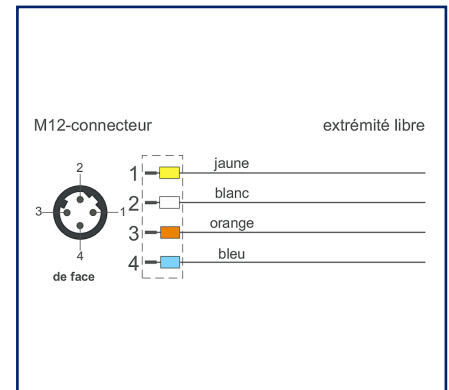 M12-connecteur
extrémité libre
2
3
1
4
de face
1 jaune
2 blanc
3 orange
4 bleu